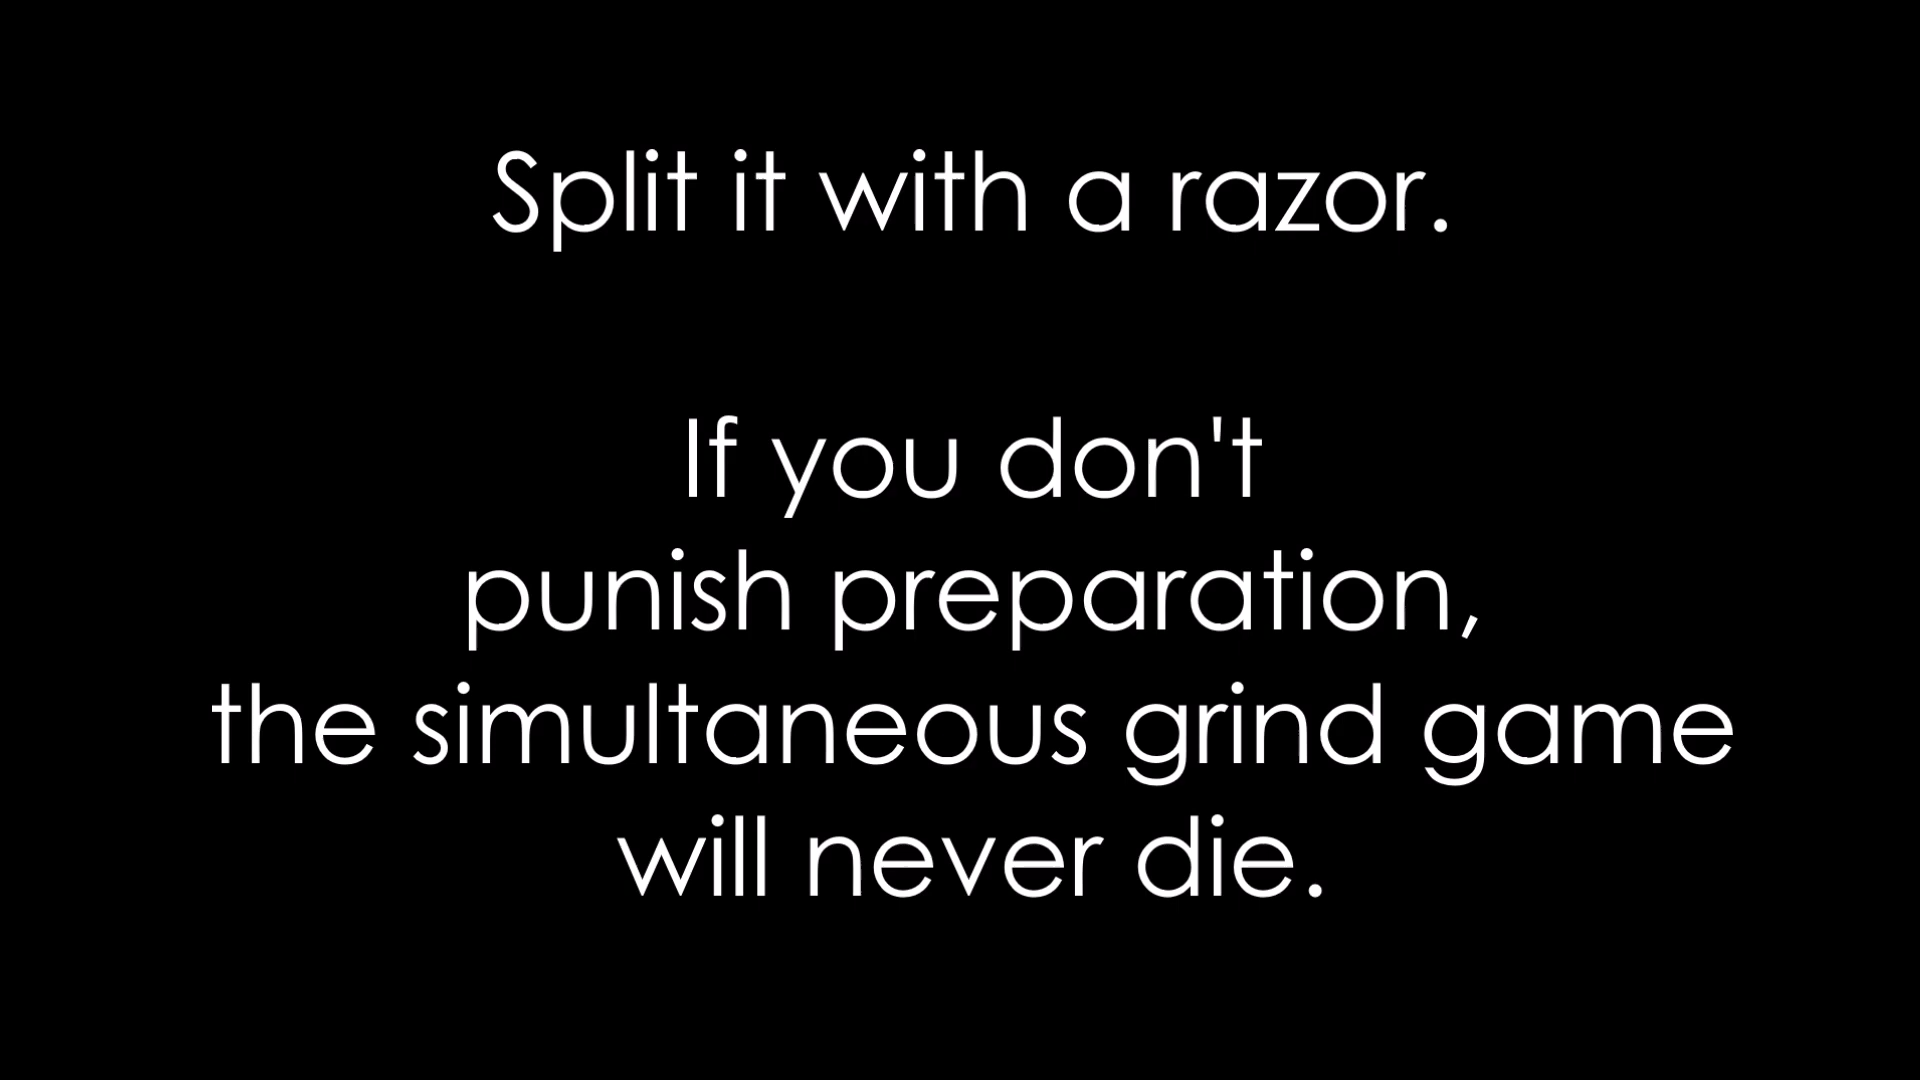 Split it with a razor.
If you don't
punish preparation,
the simultaneous grind game
will never die.